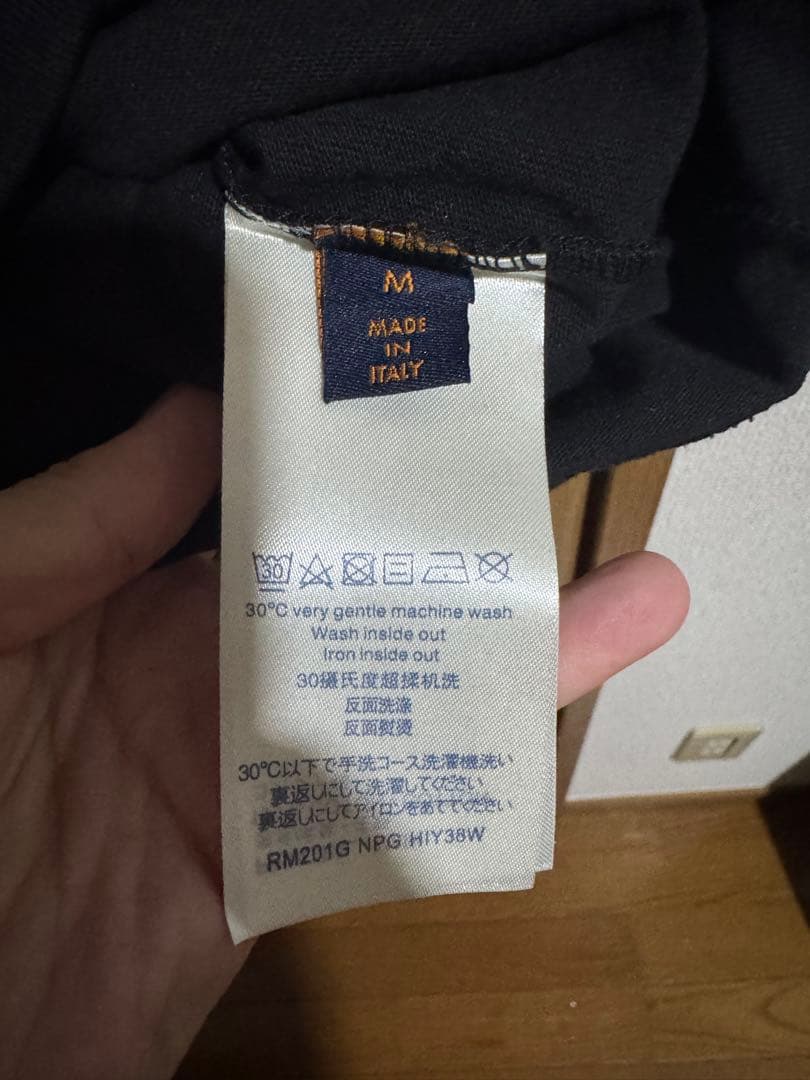 M
MADE
IN
ITALY
30
30°C very gentle machine wash
Wash inside out
Iron inside out
30摄氏度超揉机洗
反面洗涤
反面熨烫
30℃以下で手洗コース洗濯機洗い
裏返しにして洗濯してください
裏返しにしてアイロンをあててください
RM201G NPG HIY38W